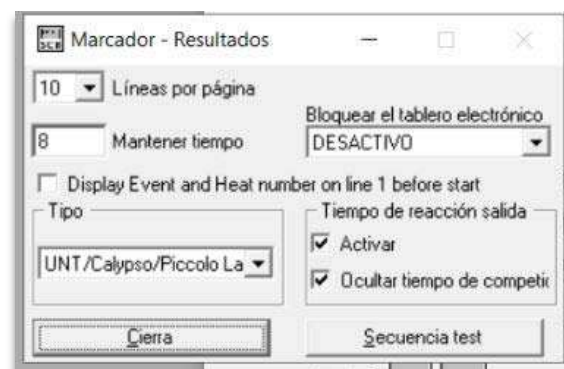 Marcador - Resultados
10 Líneas por página
Bloquear el tablero electrónico
8 Mantener tiempo DESACTIVO
Display Event and Heat number on line 1 before start
Tipo Tiempo de reacción salida
Activar
UNT/Calypso/Piccolo La
Ocultar tiempo de competic
Cierra Secuencia test